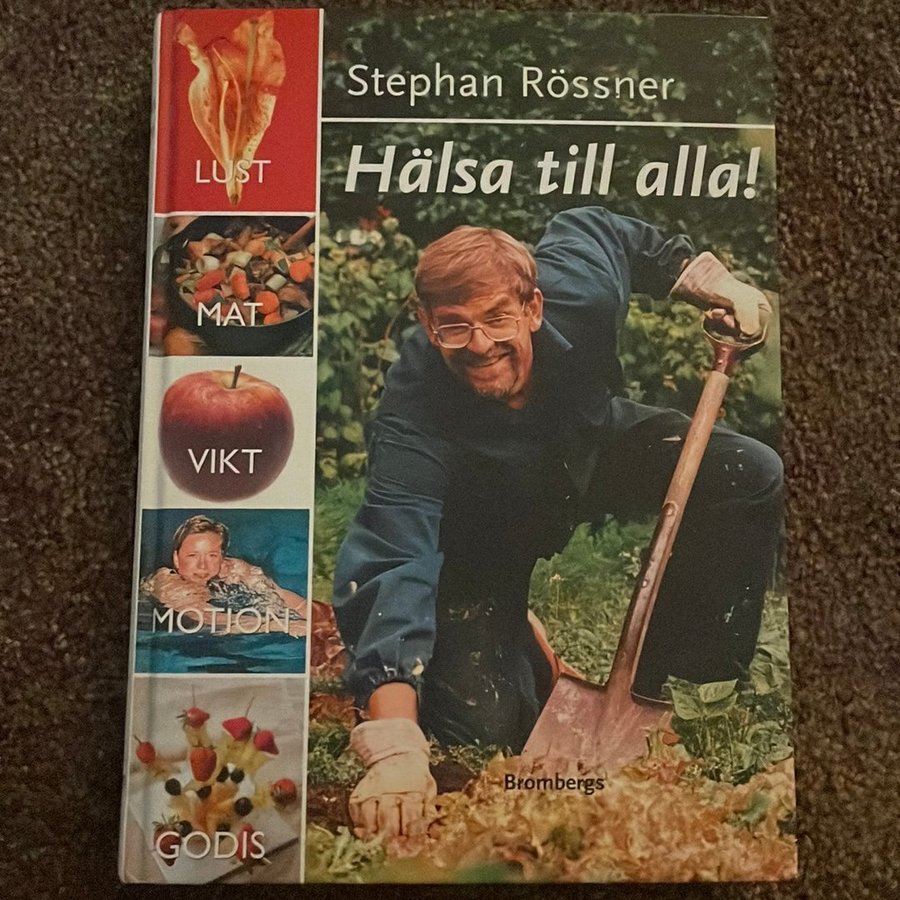 Stephan Rössner
Hälsa till alla!
LUST
MAT
VIKT
MOTION
GODIS
Brombergs